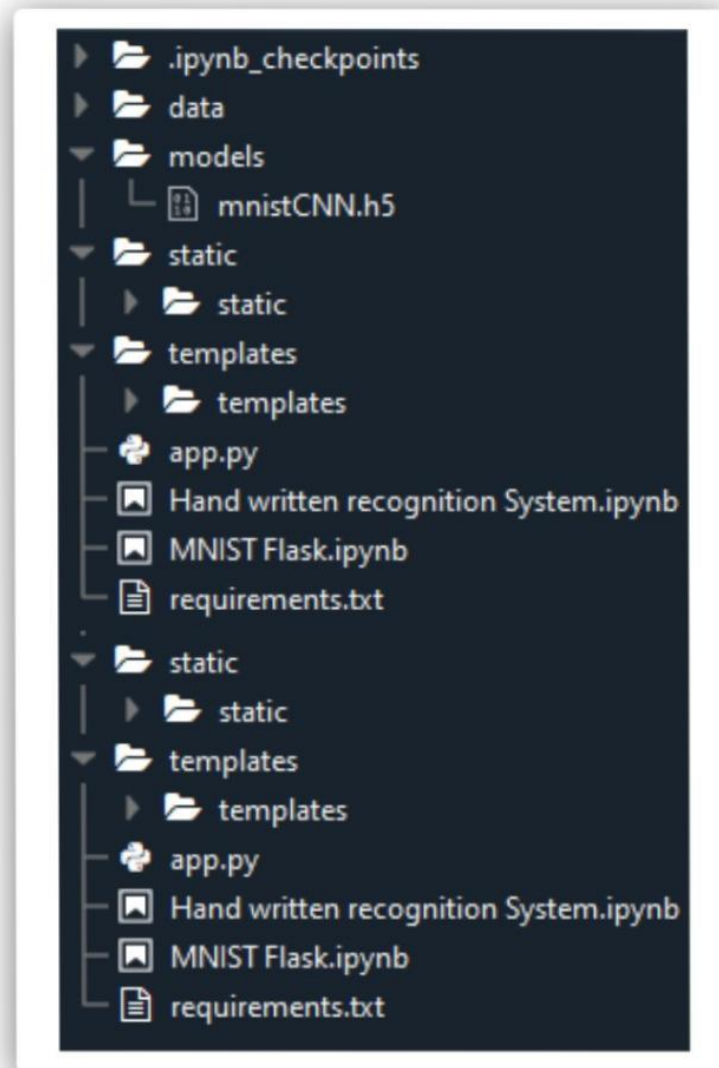 .ipynb_checkpoints
data
models
mnistCNN.h5
static
static
templates
templates
app.py
Hand written recognition System.ipynb
MNIST Flask.ipynb
requirements.txt
static
static
templates
templates
app.py
Hand written recognition System.ipynb
MNIST Flask.ipynb
requirements.txt